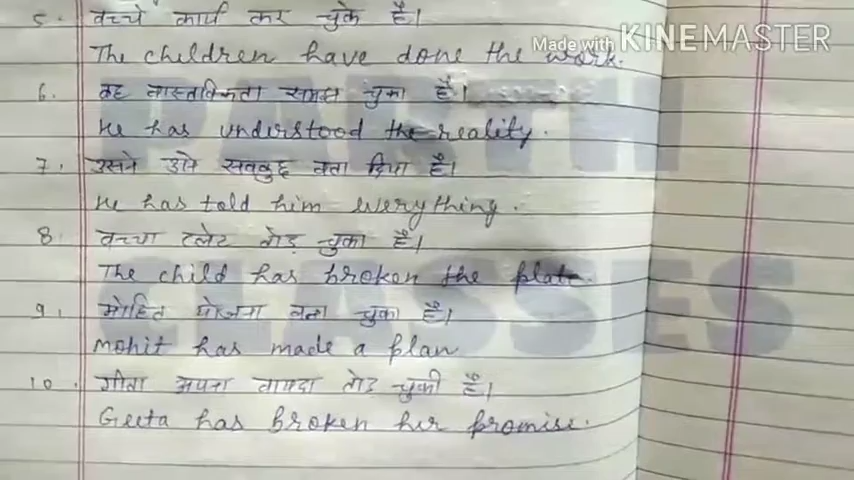 5. बच्चे कार्य कर चुके हैं।
Made with KINEMASTER
The children have done the work.
6. वह वास्तविकता समझ चुका है।
He has understood the reality.
7. उसने उसे सबकुछ बता दिया है।
He has told him everything.
8. बच्चा प्लेट तोड़ चुका है।
The child has broken the plate.
9. मोहित योजना बना चुका है।
Mohit has made a plan
10. गीता अपना वायदा तोड़ चुकी है।
Geeta has broken her promise.
PARTH
CLASSES